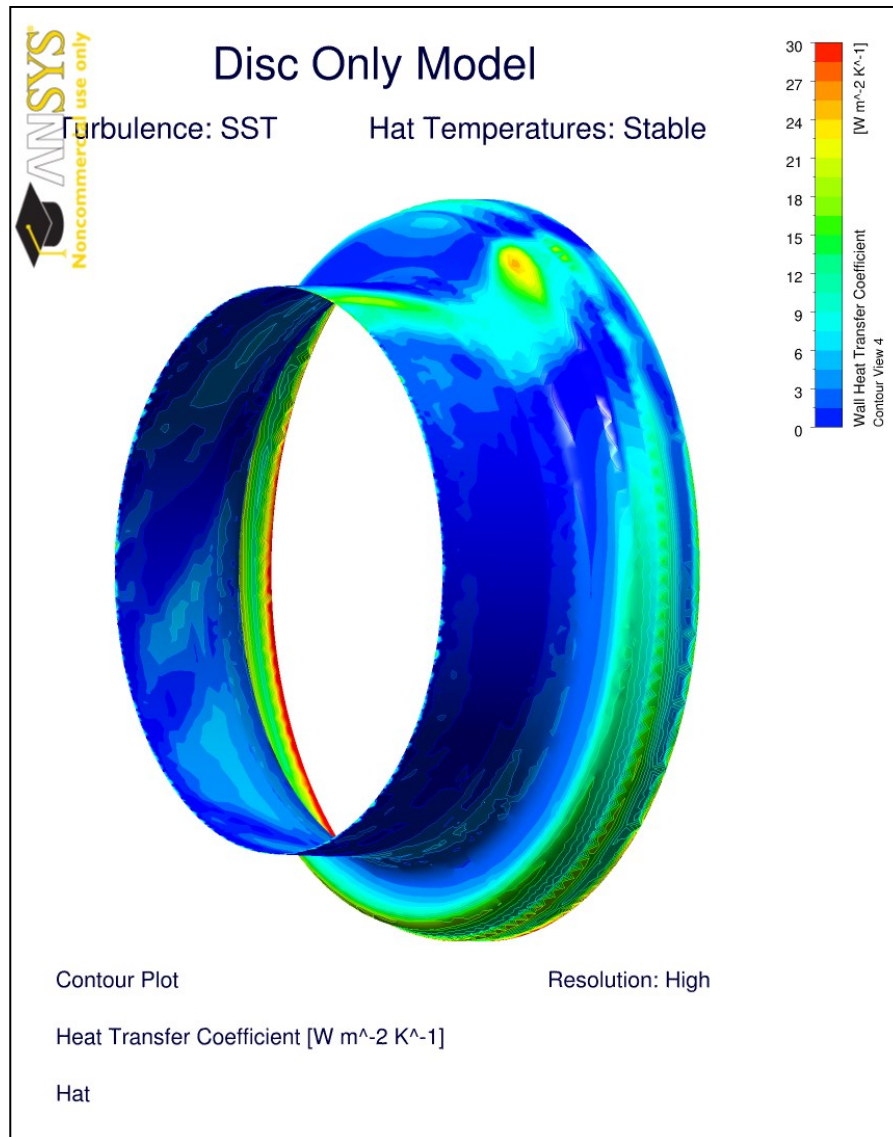 ANSYS
Noncommercial use only
Disc Only Model
Turbulence: SST
Hat Temperatures: Stable
30
27
24
21
18
15
12
9
6
3
0
[W m^-2 K^-1]
Wall Heat Transfer Coefficient
Contour View 4
Contour Plot
Resolution: High
Heat Transfer Coefficient [W m^-2 K^-1]
Hat